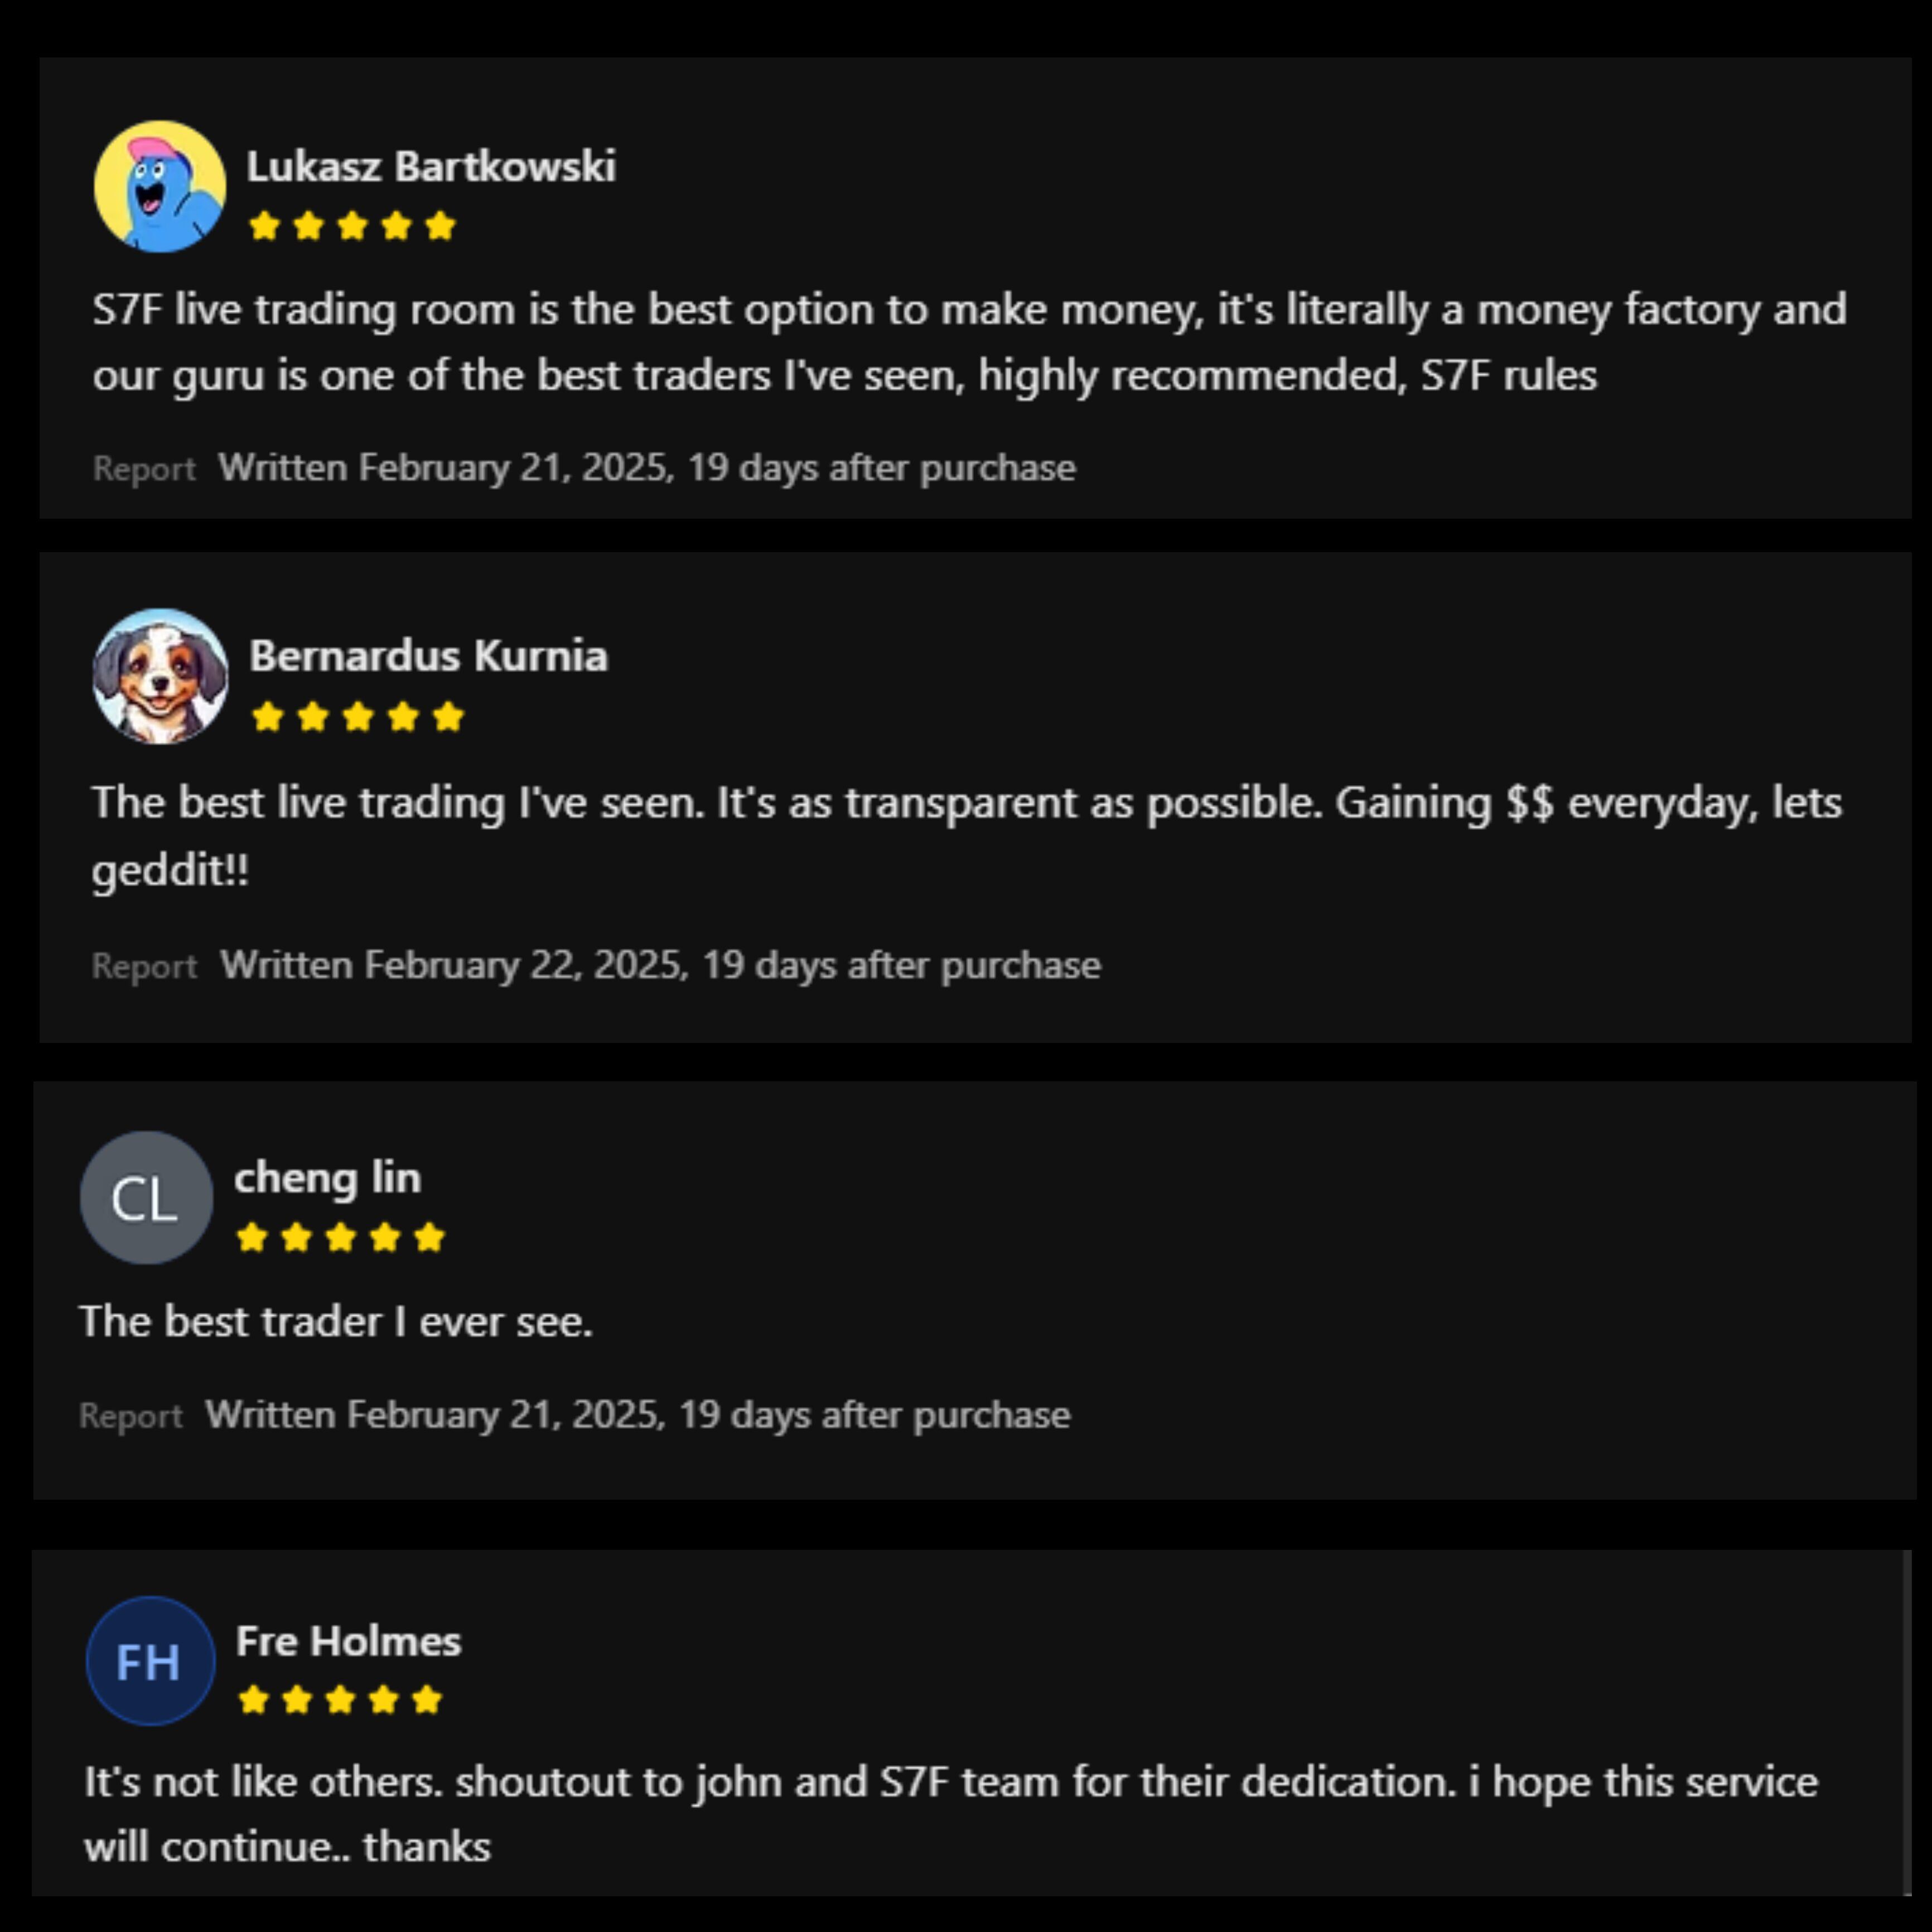 Lukasz Bartkowski
S7F live trading room is the best option to make money, it's literally a money factory and
our guru is one of the best traders I've seen, highly recommended, S7F rules
Report Written February 21, 2025, 19 days after purchase
Bernardus Kurnia
The best live trading I've seen. It's as transparent as possible. Gaining $$ everyday, lets
geddit!!
Report Written February 22, 2025, 19 days after purchase
CL
cheng lin
The best trader I ever see.
Report Written February 21, 2025, 19 days after purchase
FH
Fre Holmes
It's not like others. shoutout to john and S7F team for their dedication. i hope this service
will continue.. thanks